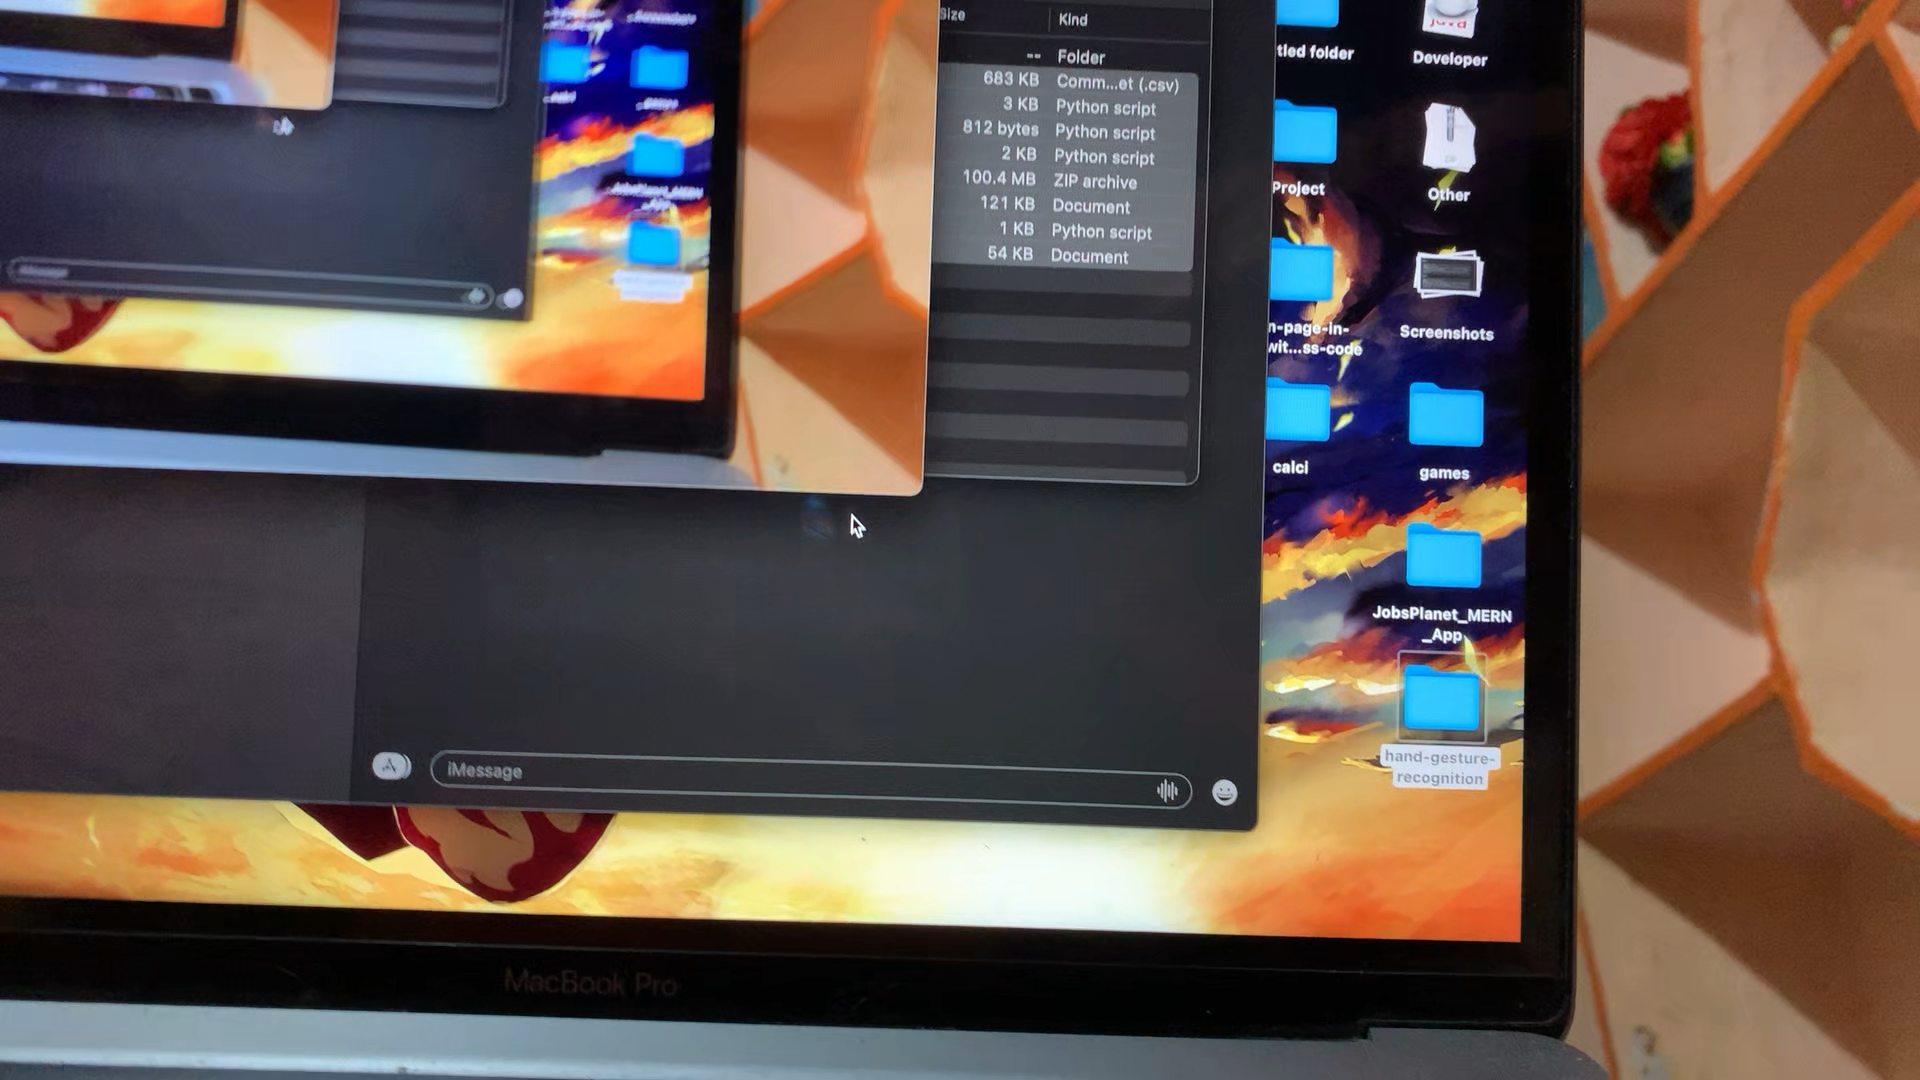 Size Kind
-- Folder
683 KB Comm...et (.csv)
3 KB Python script
812 bytes Python script
2 KB Python script
100.4 MB ZIP archive
121 KB Document
1 KB Python script
54 KB Document
tled folder
Developer
Project
Other
n-page-in-
wit...ss-code
Screenshots
calci
games
JobsPlanet_MERN
_App
hand-gesture-
recognition
iMessage
MacBook Pro